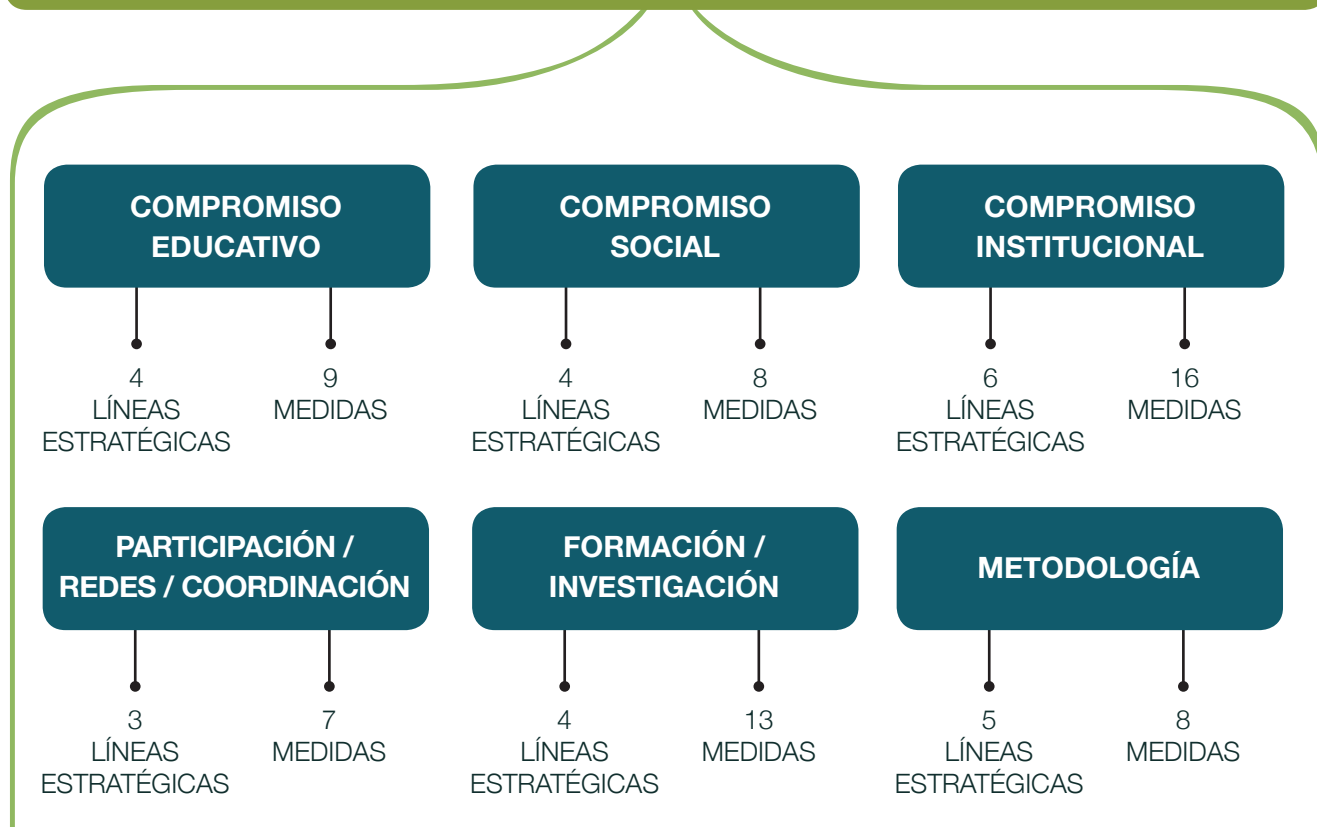 COMPROMISO
EDUCATIVO
4
LÍNEAS
ESTRATÉGICAS
9
MEDIDAS
COMPROMISO
SOCIAL
4
LÍNEAS
ESTRATÉGICAS
8
MEDIDAS
COMPROMISO
INSTITUCIONAL
6
LÍNEAS
ESTRATÉGICAS
16
MEDIDAS
PARTICIPACIÓN /
REDES / COORDINACIÓN
3
LÍNEAS
ESTRATÉGICAS
7
MEDIDAS
FORMACIÓN /
INVESTIGACIÓN
4
LÍNEAS
ESTRATÉGICAS
13
MEDIDAS
METODOLOGÍA
5
LÍNEAS
ESTRATÉGICAS
8
MEDIDAS